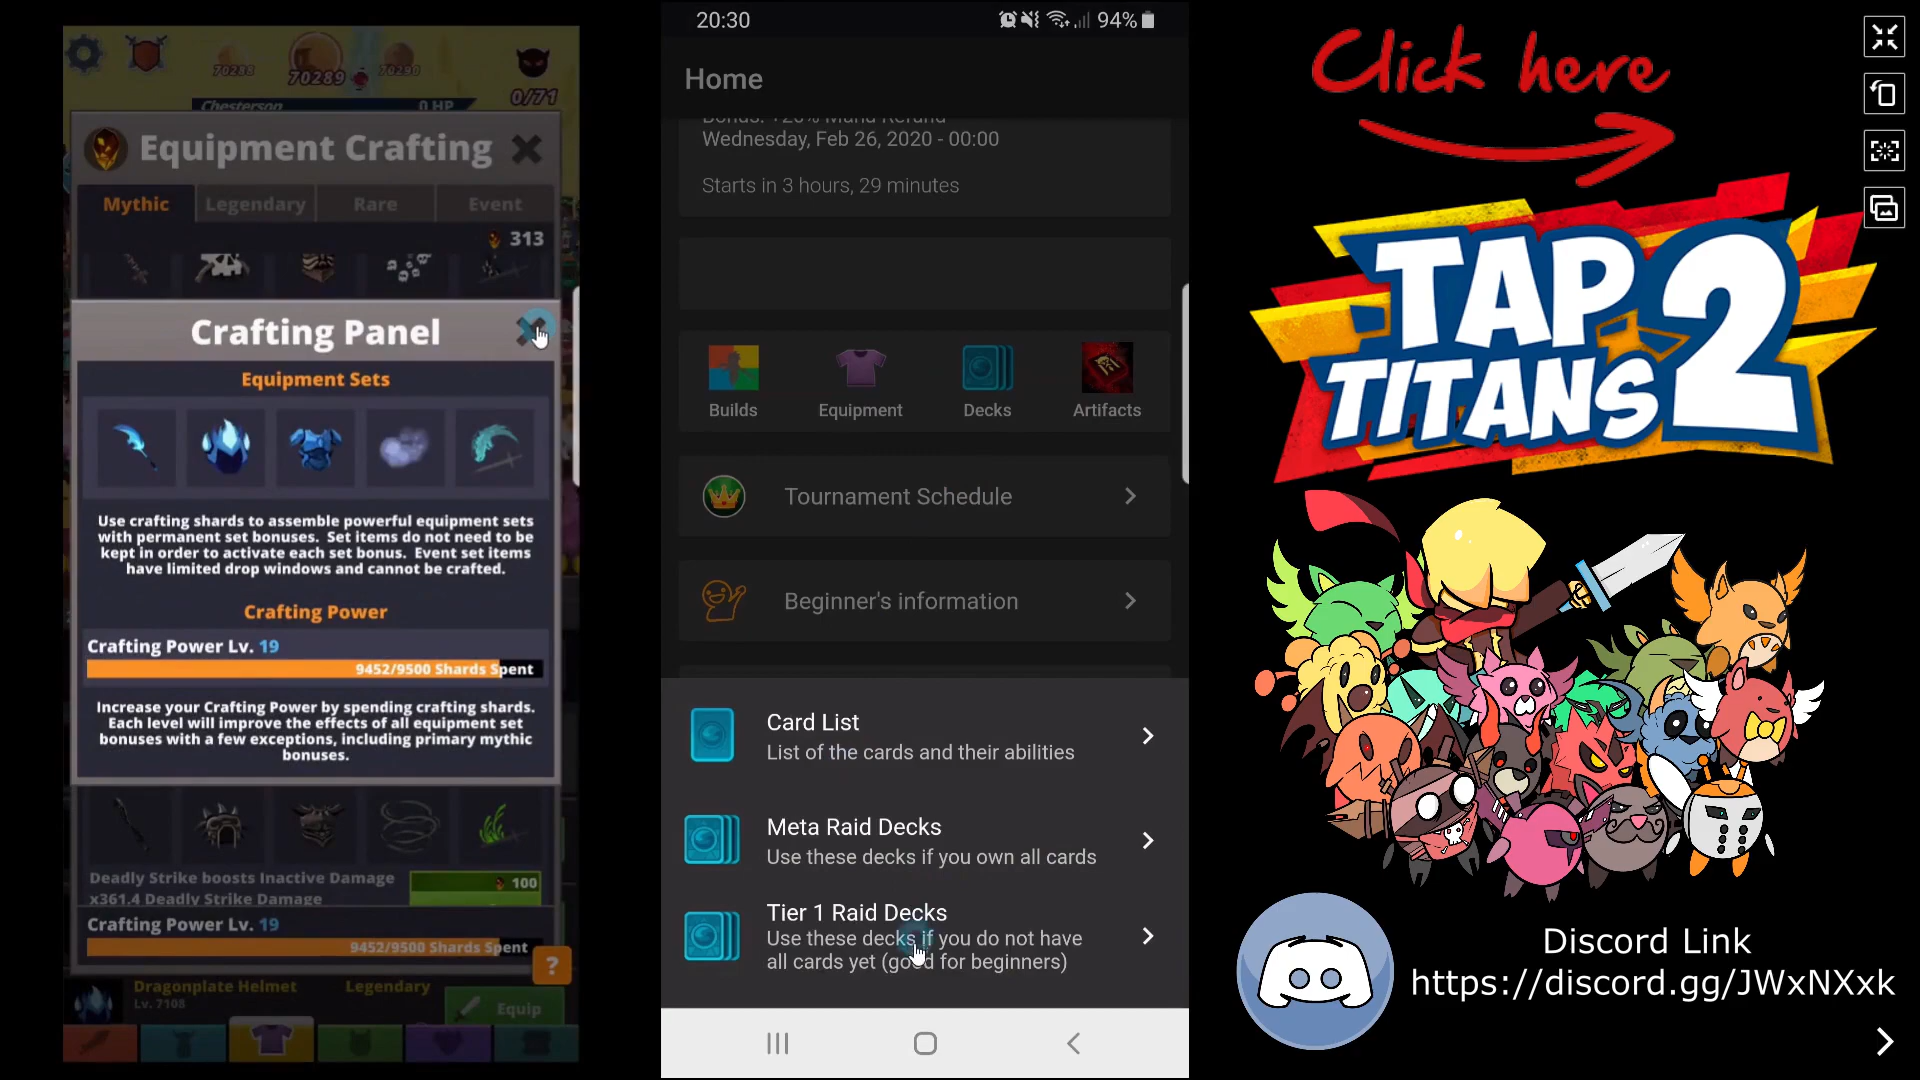 70288
70289
70290
0/71
Chesterson
0 HP
Equipment Crafting
Mythic
Legendary
Rare
Event
313
Crafting Panel
Equipment Sets
Use crafting shards to assemble powerful equipment sets
with permanent set bonuses. Set items do not need to be
kept in order to activate each set bonus. Event set items
have limited drop windows and cannot be crafted.
Crafting Power
Crafting Power Lv. 19
9452/9500 Shards Spent
Increase your Crafting Power by spending crafting shards.
Each level will improve the effects of all equipment set
bonuses with a few exceptions, including primary mythic
bonuses.
Deadly Strike boosts Inactive Damage
x361.4 Deadly Strike Damage
100
Crafting Power Lv. 19
9452/9500 Shards Spent
?
Dragonplate Helmet
Legendary
Lv. 7108
Equip
20:30
94%
Home
Bonus: +20% Mana Refund
Wednesday, Feb 26, 2020 - 00:00
Starts in 3 hours, 29 minutes
Builds
Equipment
Decks
Artifacts
Tournament Schedule
Beginner's information
Card List
List of the cards and their abilities
Meta Raid Decks
Use these decks if you own all cards
Tier 1 Raid Decks
Use these decks if you do not have
all cards yet (good for beginners)
Click here
TAP
TITANS 2
Discord Link
https://discord.gg/JWxNXxk